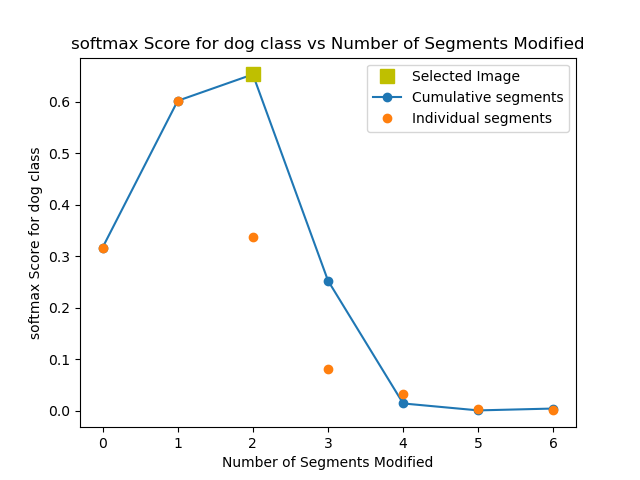 softmax Score for dog class vs Number of Segments Modified
Selected Image
Cumulative segments
Individual segments
softmax Score for dog class
0.6
0.5
0.4
0.3
0.2
0.1
0.0
0 1 2 3 4 5 6
Number of Segments Modified